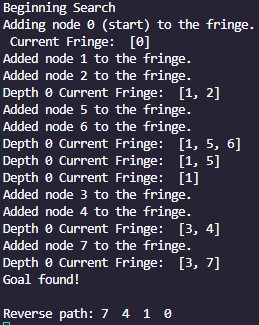 Beginning Search
Adding node 0 (start) to the fringe.
Current Fringe:  [0]
Added node 1 to the fringe.
Added node 2 to the fringe.
Depth 0 Current Fringe:  [1, 2]
Added node 5 to the fringe.
Added node 6 to the fringe.
Depth 0 Current Fringe:  [1, 5, 6]
Depth 0 Current Fringe:  [1, 5]
Depth 0 Current Fringe:  [1]
Added node 3 to the fringe.
Added node 4 to the fringe.
Depth 0 Current Fringe:  [3, 4]
Added node 7 to the fringe.
Depth 0 Current Fringe:  [3, 7]
Goal found!
Reverse path: 7  4  1  0